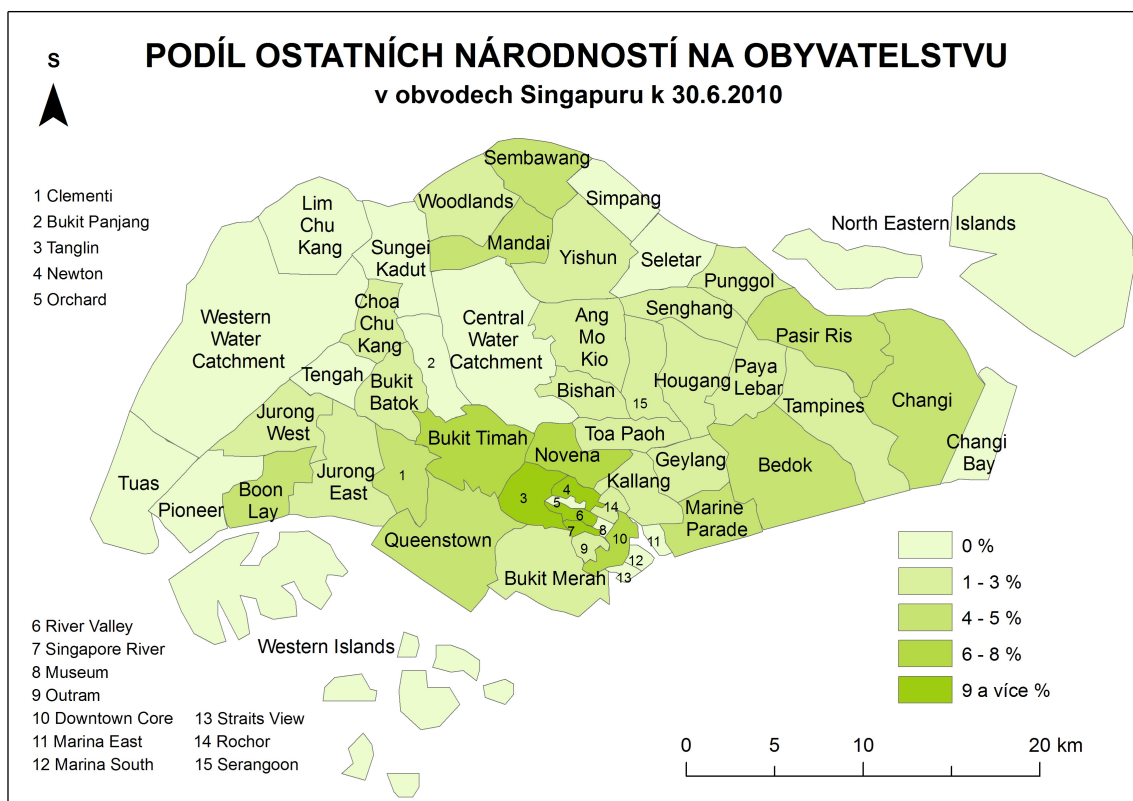 PODÍL OSTATNÍCH NÁRODNOSTÍ NA OBYVATELSTVU
v obvodech Singapuru k 30.6.2010
S
1 Clementi
2 Bukit Panjang
3 Tanglin
4 Newton
5 Orchard
Sembawang
Simpang
Woodlands
Lim
Chu
Kang
North Eastern Islands
Mandai
Sungei
Kadut
Yishun
Seletar
Punggol
Choa
Chu
Kang
Senghang
Western
Water
Catchment
Central
Water
Catchment
Ang
Mo
Kio
Pasir Ris
Tengah
2
Bukit
Batok
Bishan
15
Hougang
Paya
Lebar
Tampines
Changi
Jurong
West
Bukit Timah
Toa Paoh
Novena
Changi
Bay
Tuas
Pioneer
Boon
Lay
Jurong
East
1
3
4
5
6
7
8
9
10
11
12
13
14
Kallang
Geylang
Bedok
Marine
Parade
Queenstown
Bukit Merah
Western Islands
0 %
1 - 3 %
4 - 5 %
6 - 8 %
9 a více %
6 River Valley
7 Singapore River
8 Museum
9 Outram
10 Downtown Core
11 Marina East
12 Marina South
13 Straits View
14 Rochor
15 Serangoon
0 5 10 20 km